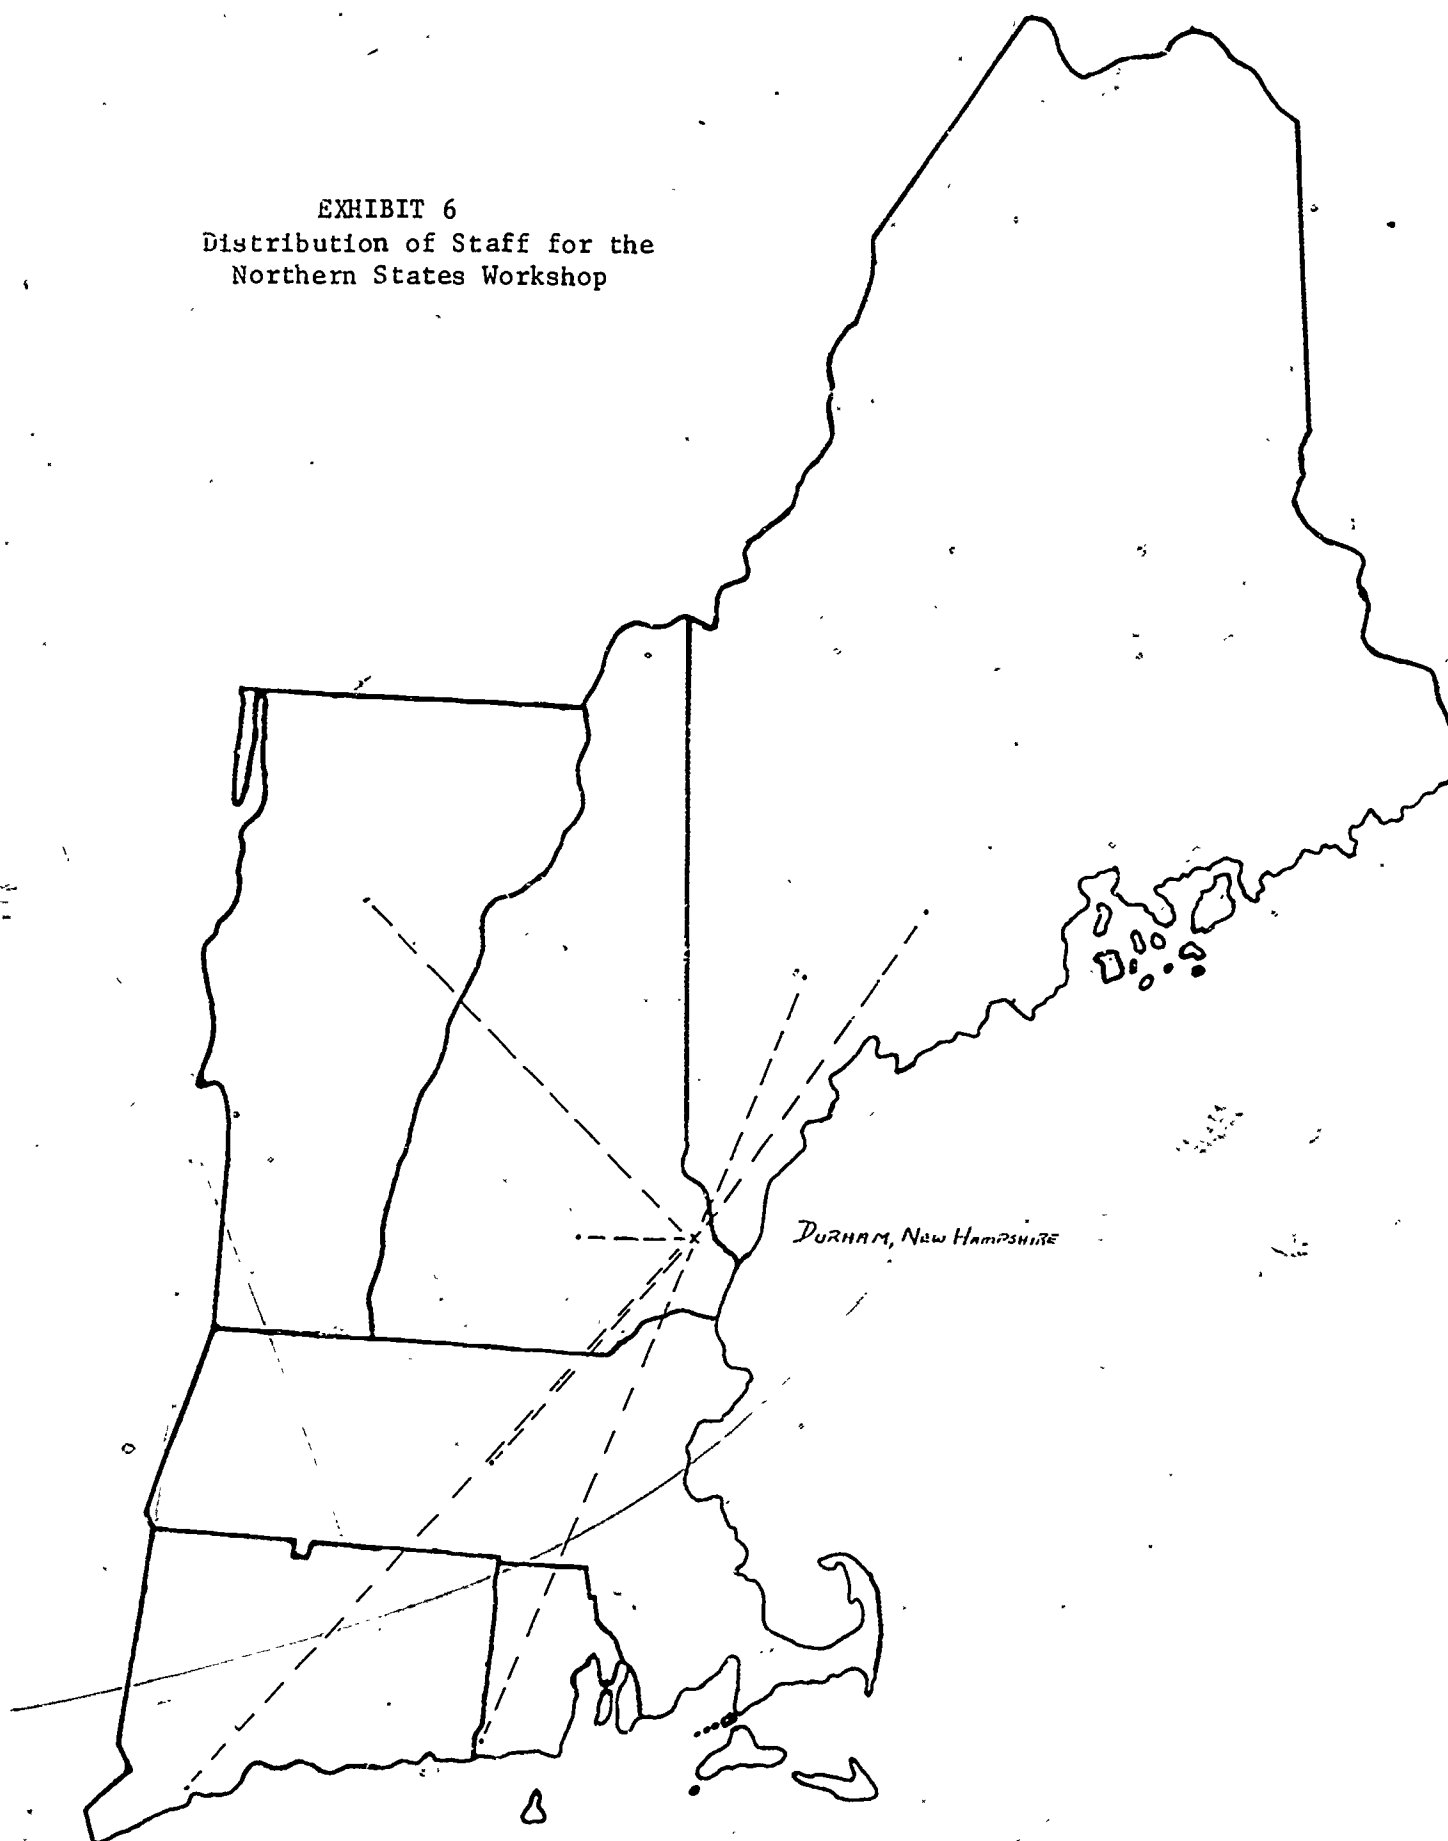 EXHIBIT 6
Distribution of Staff for the
Northern States Workshop
DURHAM, NEW HAMPSHIRE